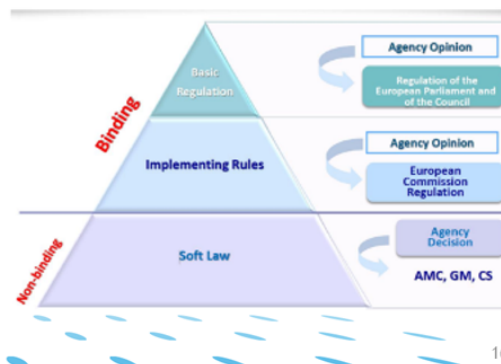 Basic
Regulation
Binding
Agency Opinion
Regulation of the
European Parliament and
of the Council
Implementing Rules
Agency Opinion
European
Commission
Regulation
Non-binding
Soft Law
Agency
Decision
AMC, GM, CS